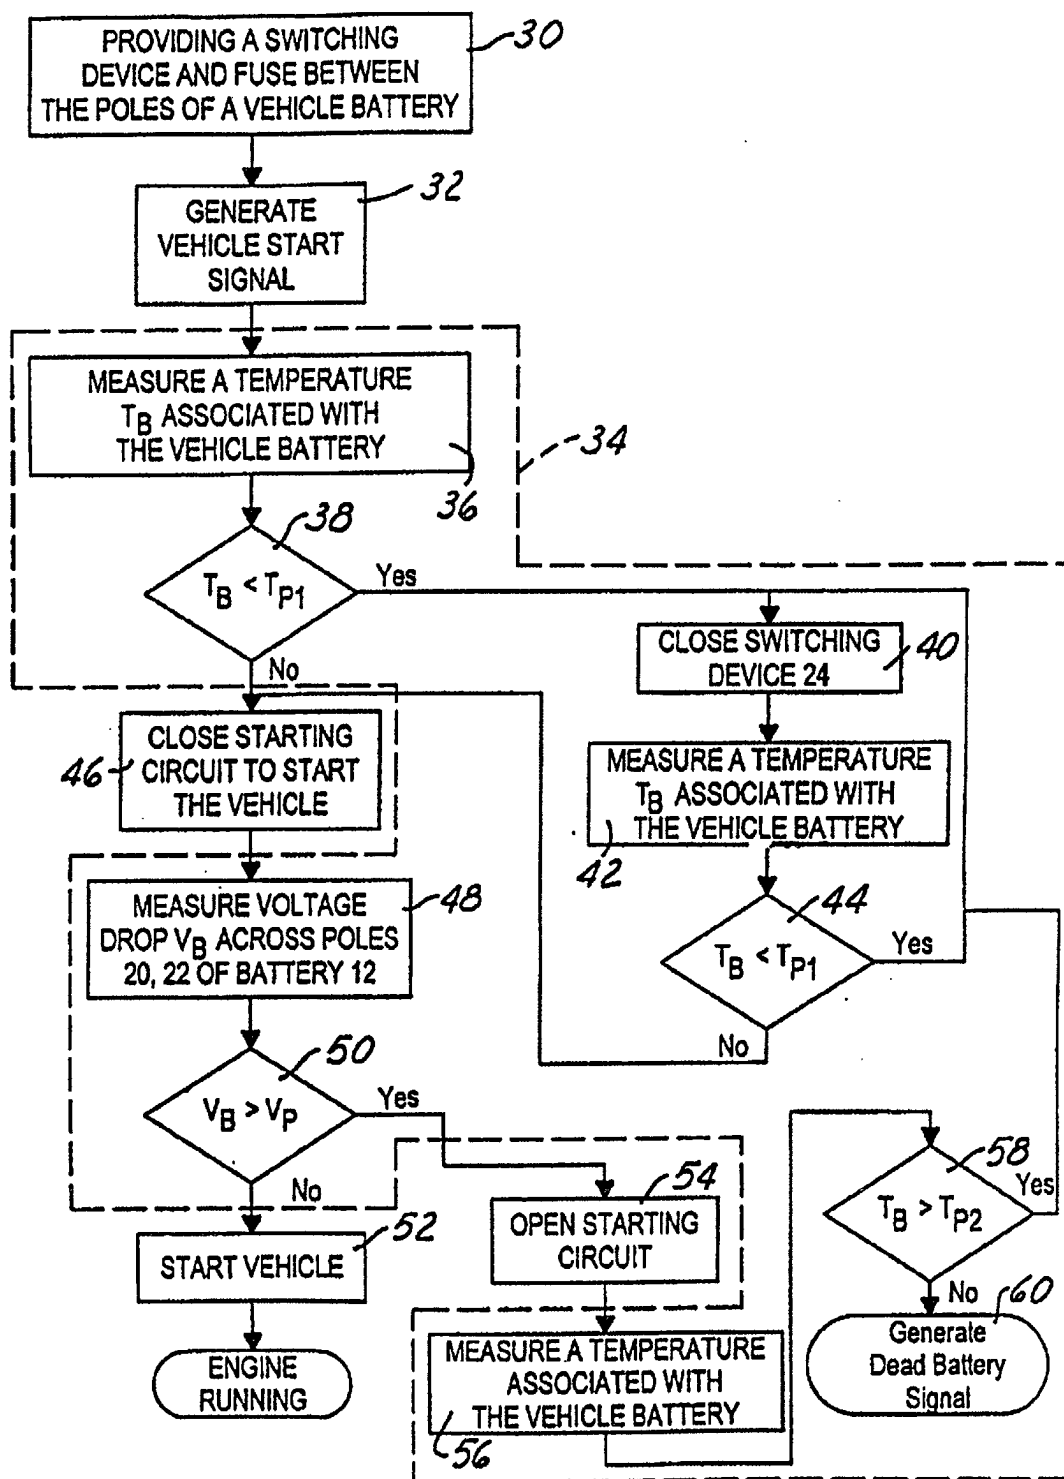 PROVIDING A SWITCHING
DEVICE AND FUSE BETWEEN
THE POLES OF A VEHICLE BATTERY
30
GENERATE
VEHICLE START
SIGNAL
32
34
MEASURE A TEMPERATURE
TB ASSOCIATED WITH
THE VEHICLE BATTERY
36
38
TB < TP1
Yes
No
CLOSE SWITCHING
DEVICE 24
40
MEASURE A TEMPERATURE
TB ASSOCIATED WITH
THE VEHICLE BATTERY
42
44
TB < TP1
Yes
No
CLOSE STARTING
CIRCUIT TO START
THE VEHICLE
46
MEASURE VOLTAGE
DROP VB ACROSS POLES
20, 22 OF BATTERY 12
48
50
VB > VP
Yes
No
START VEHICLE
52
ENGINE
RUNNING
OPEN STARTING
CIRCUIT
54
MEASURE A TEMPERATURE
ASSOCIATED WITH
THE VEHICLE BATTERY
56
58
TB > TP2
Yes
No
60
Generate
Dead Battery
Signal